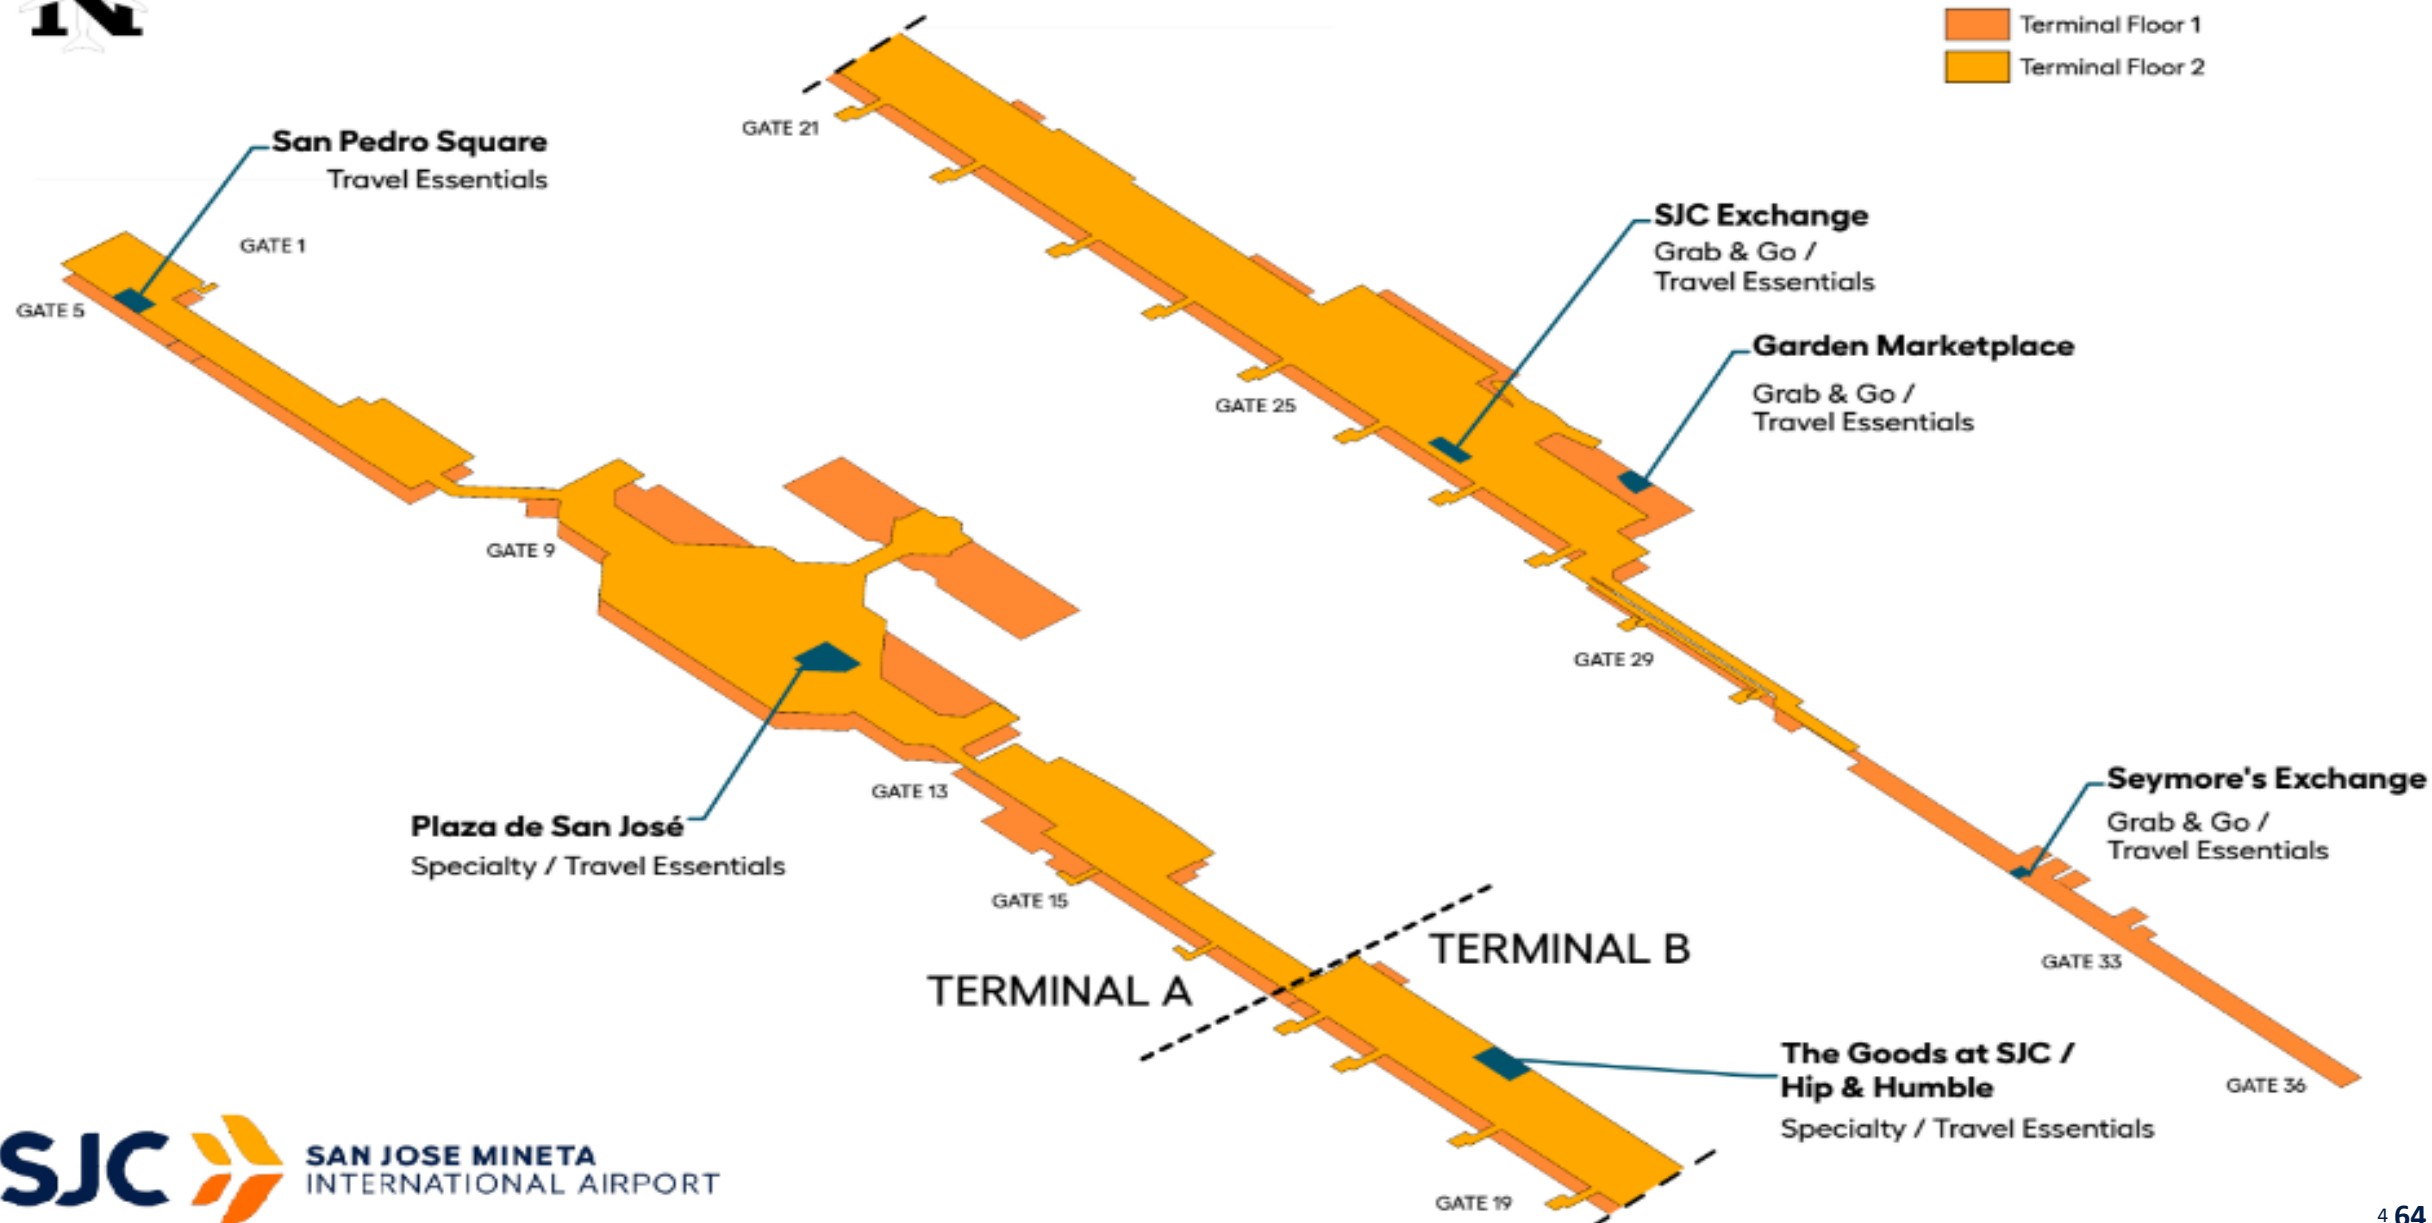 N
Terminal Floor 1
Terminal Floor 2
GATE 21
San Pedro Square
Travel Essentials
SJC Exchange
Grab & Go /
Travel Essentials
GATE 1
GATE 5
Garden Marketplace
Grab & Go /
Travel Essentials
GATE 25
GATE 9
GATE 29
GATE 13
Plaza de San José
Specialty / Travel Essentials
Seymore's Exchange
Grab & Go /
Travel Essentials
GATE 15
TERMINAL B
TERMINAL A
GATE 33
The Goods at SJC /
Hip & Humble
Specialty / Travel Essentials
GATE 36
SJC
SAN JOSE MINETA
INTERNATIONAL AIRPORT
GATE 19
4 64